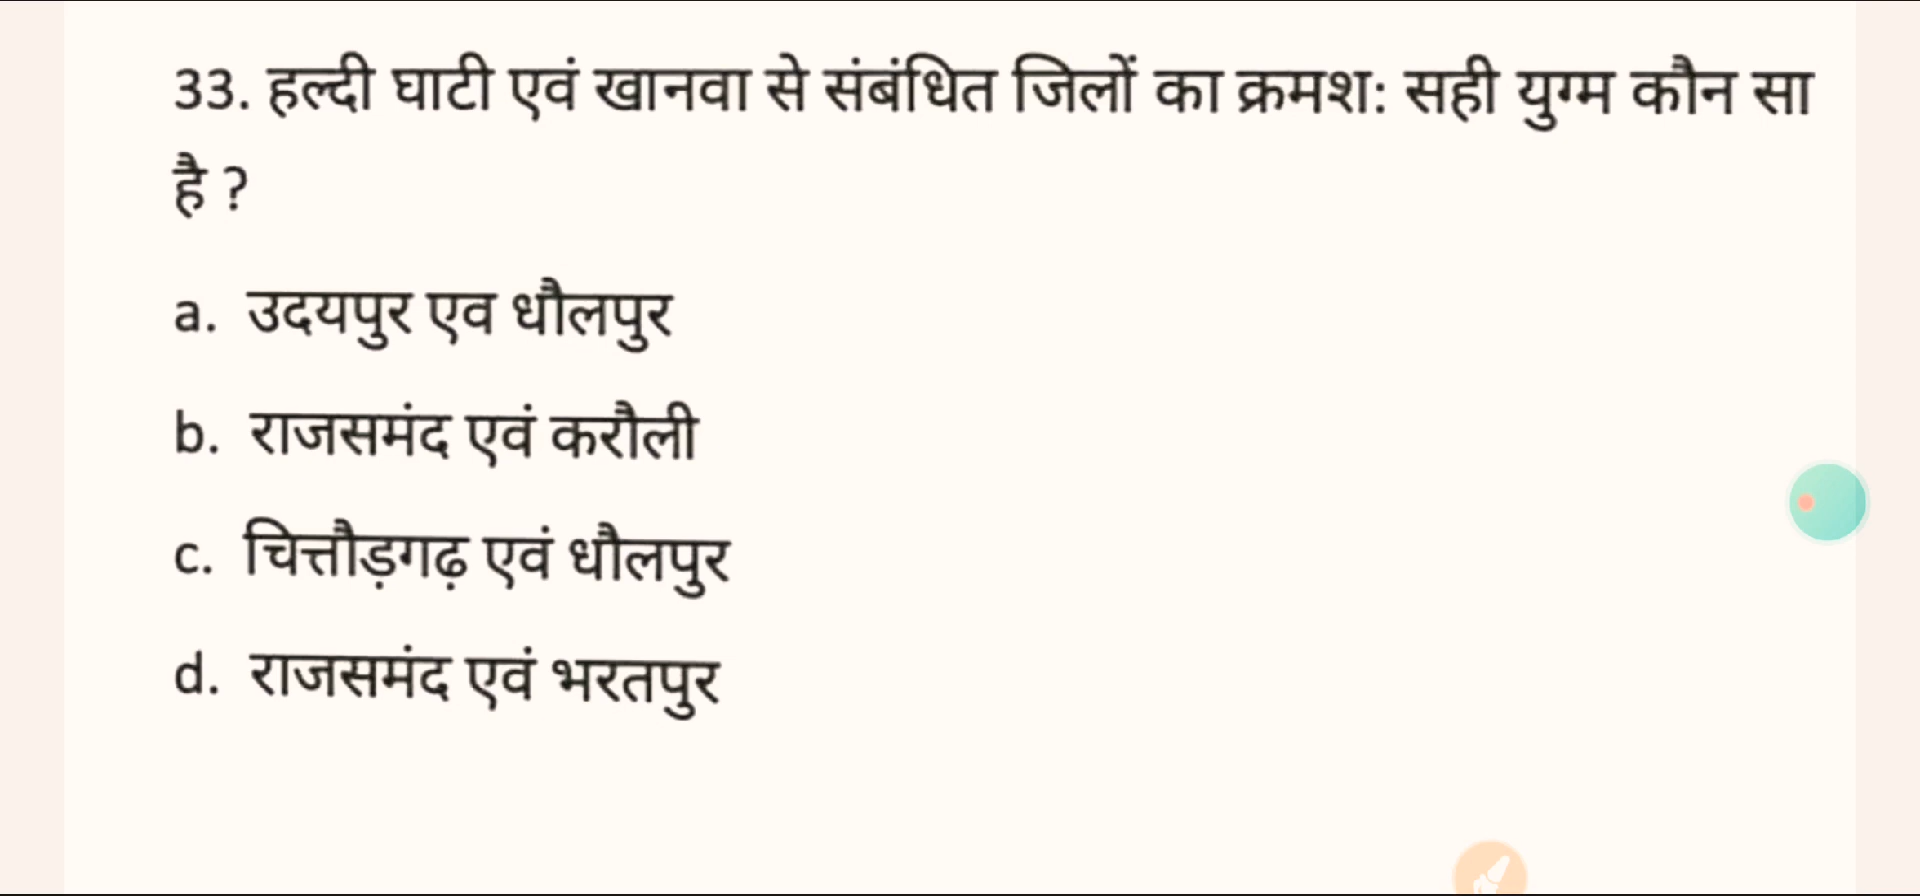 33. हल्दी घाटी एवं खानवा से संबंधित जिलों का क्रमश: सही युग्म कौन सा
है ?
a. उदयपुर एव धौलपुर
b. राजसमंद एवं करौली
c. चित्तौड़गढ़ एवं धौलपुर
d. राजसमंद एवं भरतपुर